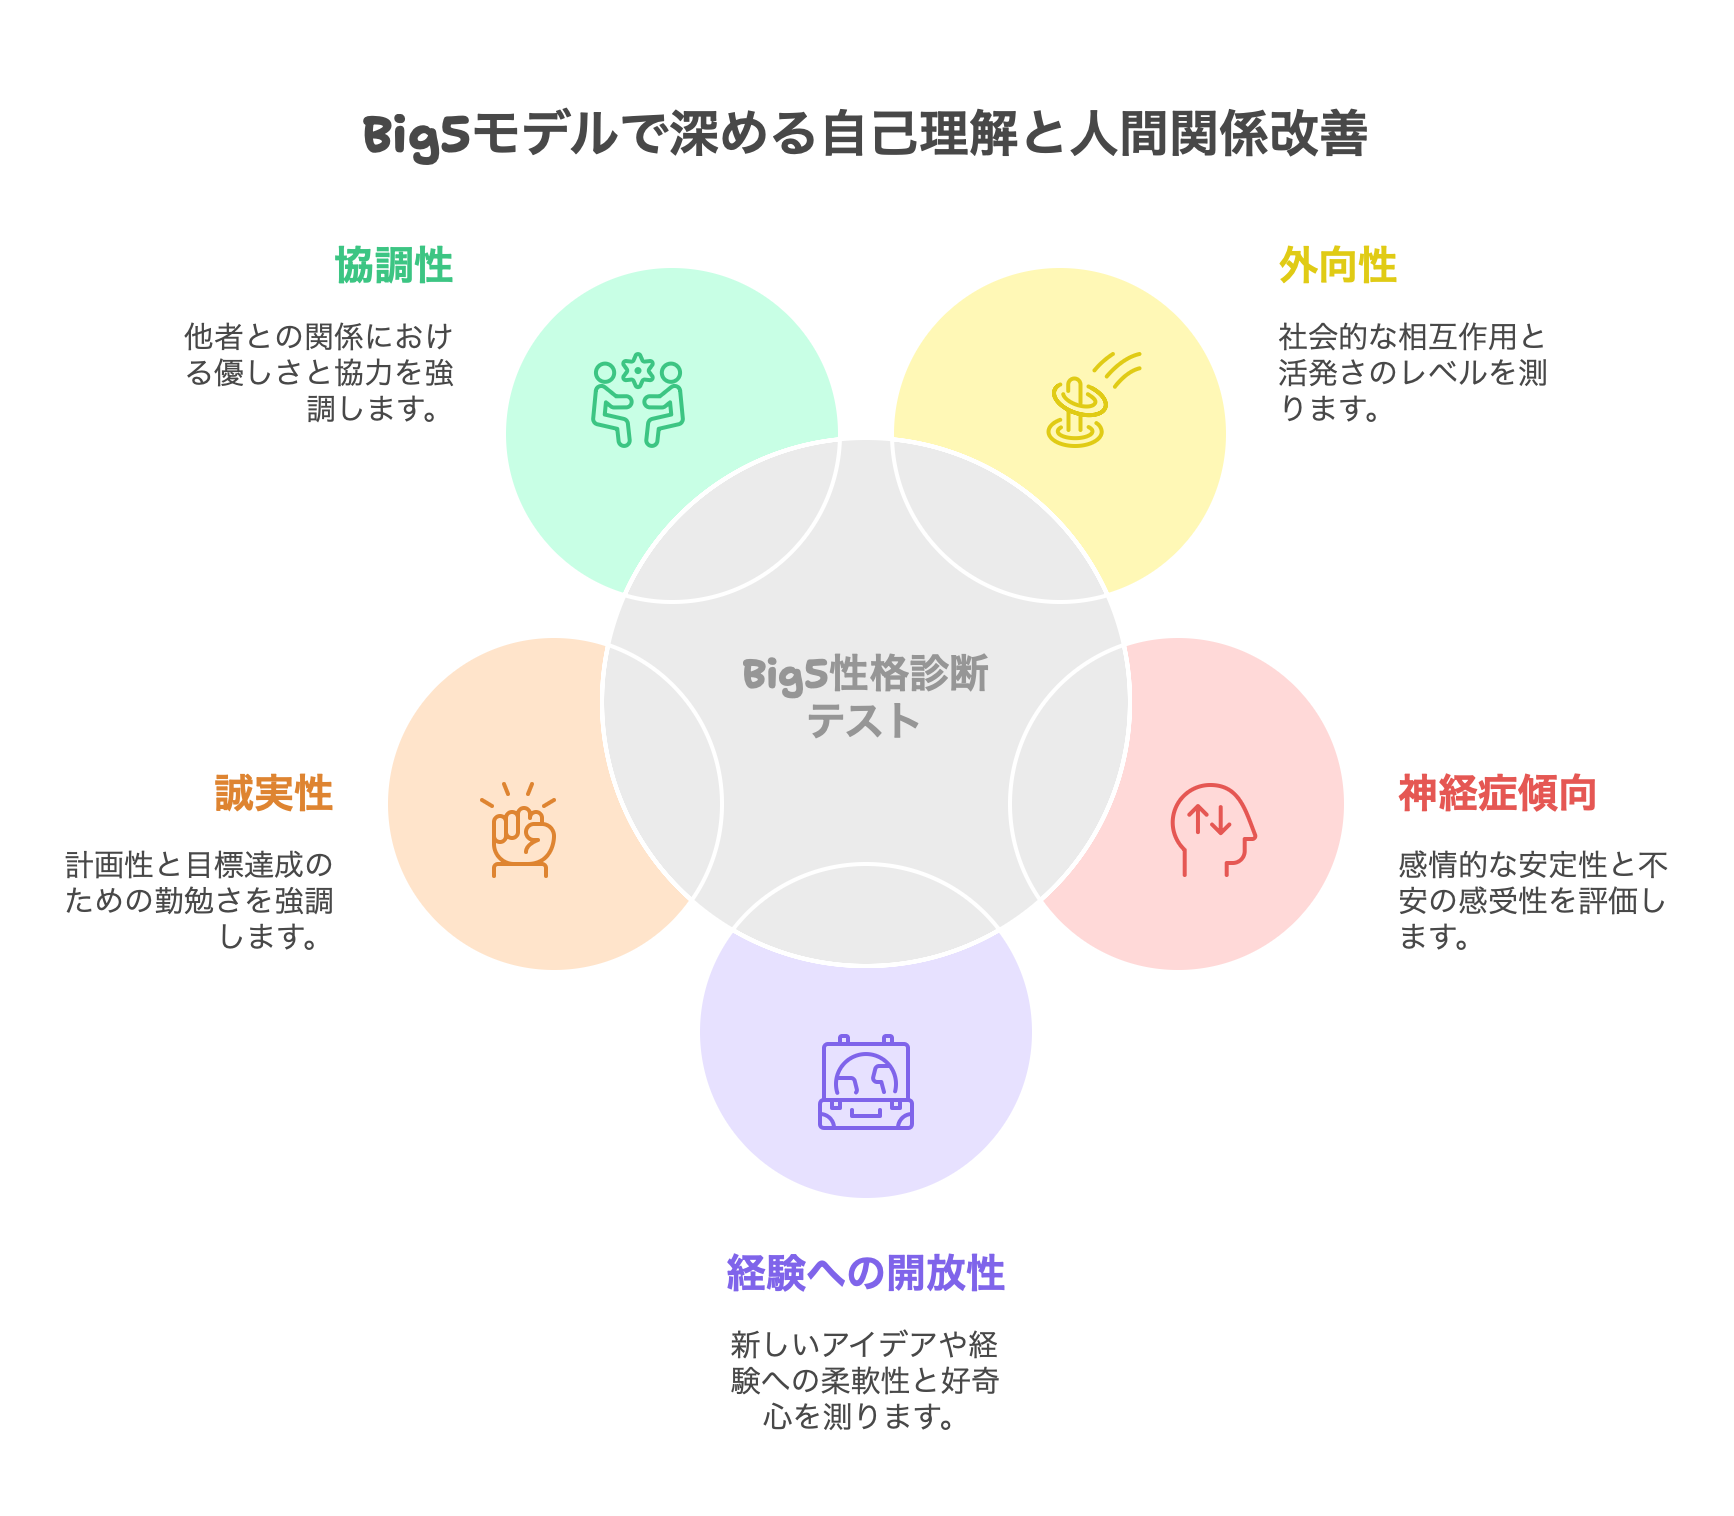 Big5モデルで深める自己理解と人間関係改善
協調性
他者との関係におけ
る優しさと協力を強
調します。
外向性
社会的な相互作用と
活発さのレベルを測
ります。
Big5性格診断
テスト
誠実性
計画性と目標達成の
ための勤勉さを強調
します。
神経症傾向
感情的な安定性と不
安の感受性を評価し
ます。
経験への開放性
新しいアイデアや経
験への柔軟性と好奇
心を測ります。